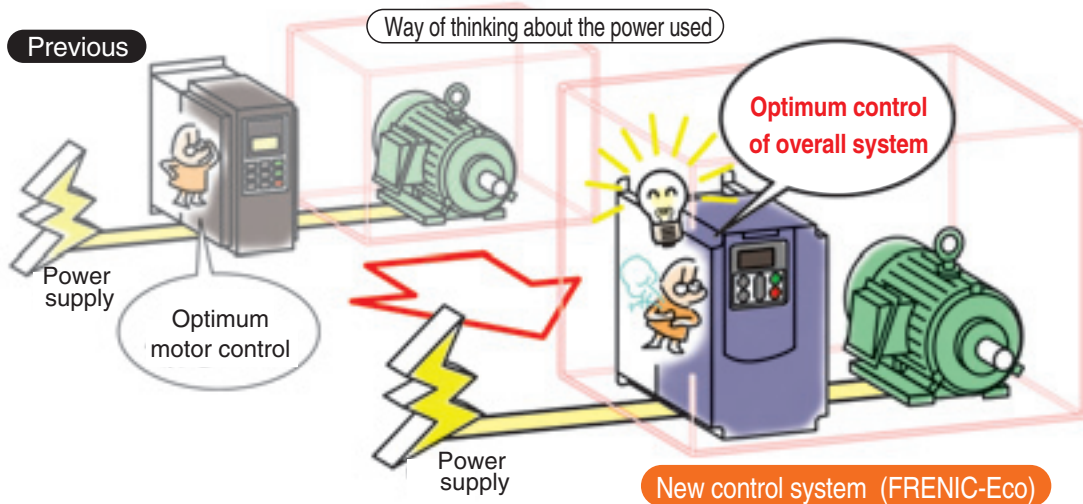 Way of thinking about the power used
Previous
Optimum control
of overall system
Power
supply
Optimum
motor control
Power
supply
New control system (FRENIC-Eco)